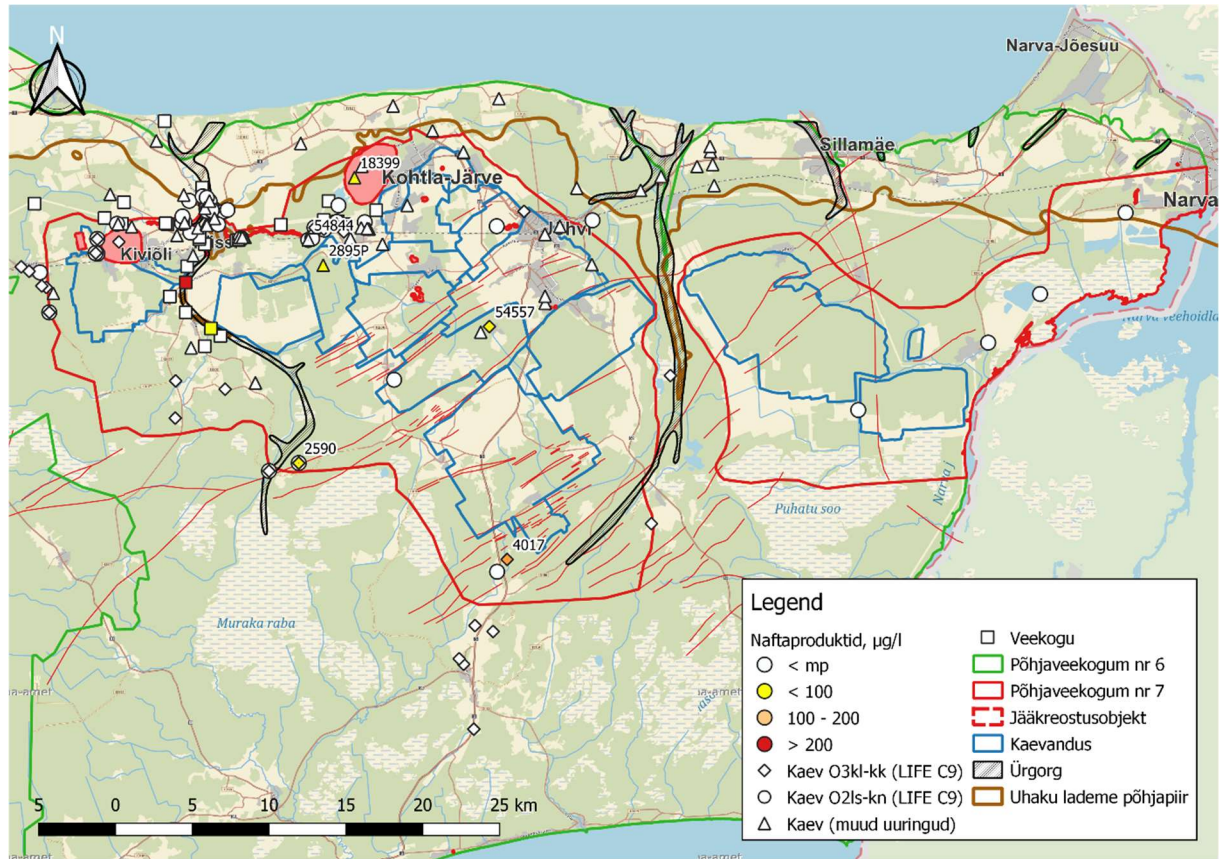 N
Narva-Jõesuu
Sillamäe
18399
Kohtla-Järve
Narva
54844
Jõhvi
Kiviõli
2895P
54557
Narva veehoidla
2590
Narva j
Puhatu soo
4017
Muraka raba
Legend
Naftaproduktid, µg/l
< mp
< 100
100 - 200
> 200
Kaev O3kl-kk (LIFE C9)
Kaev O2ls-kn (LIFE C9)
Kaev (muud uuringud)
Veekogu
Põhjaveekogum nr 6
Põhjaveekogum nr 7
Jääkreostusobjekt
Kaevandus
Ürgorg
Uhaku lademe põhjapiir
5 0 5 10 15 20 25 km